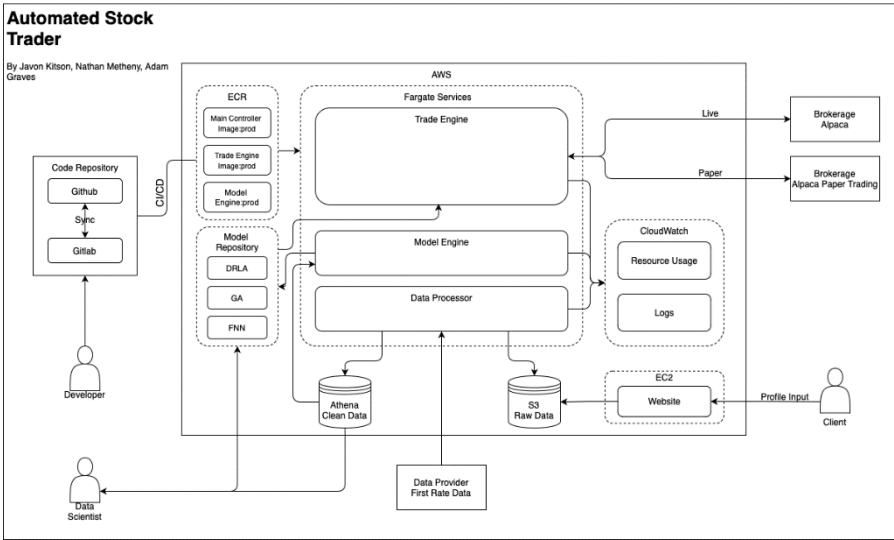 Automated Stock
Trader
By Javon Kitson, Nathan Metheny, Adam
Graves
AWS
ECR
Main Controller
Image:prod
Trade Engine
Image:prod
Model
Engine:prod
Fargate Services
Trade Engine
Live
Brokerage
Alpaca
Paper
Brokerage
Alpaca Paper Trading
Code Repository
Github
Sync
Gitlab
CI/CD
Model
Repository
DRLA
GA
FNN
Model Engine
Data Processor
CloudWatch
Resource Usage
Logs
Developer
Athena
Clean Data
S3
Raw Data
EC2
Website
Profile Input
Client
Data
Scientist
Data Provider
First Rate Data